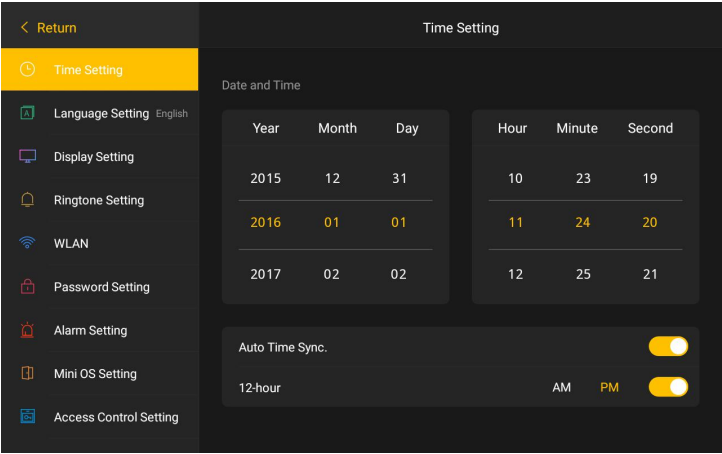 Return
Time Setting
Time Setting
Language Setting English
Display Setting
Ringtone Setting
WLAN
Password Setting
Alarm Setting
Mini OS Setting
Access Control Setting
Date and Time
Year Month Day
2015 12 31
2016 01 01
2017 02 02
Hour Minute Second
10 23 19
11 24 20
12 25 21
Auto Time Sync.
12-hour AM PM